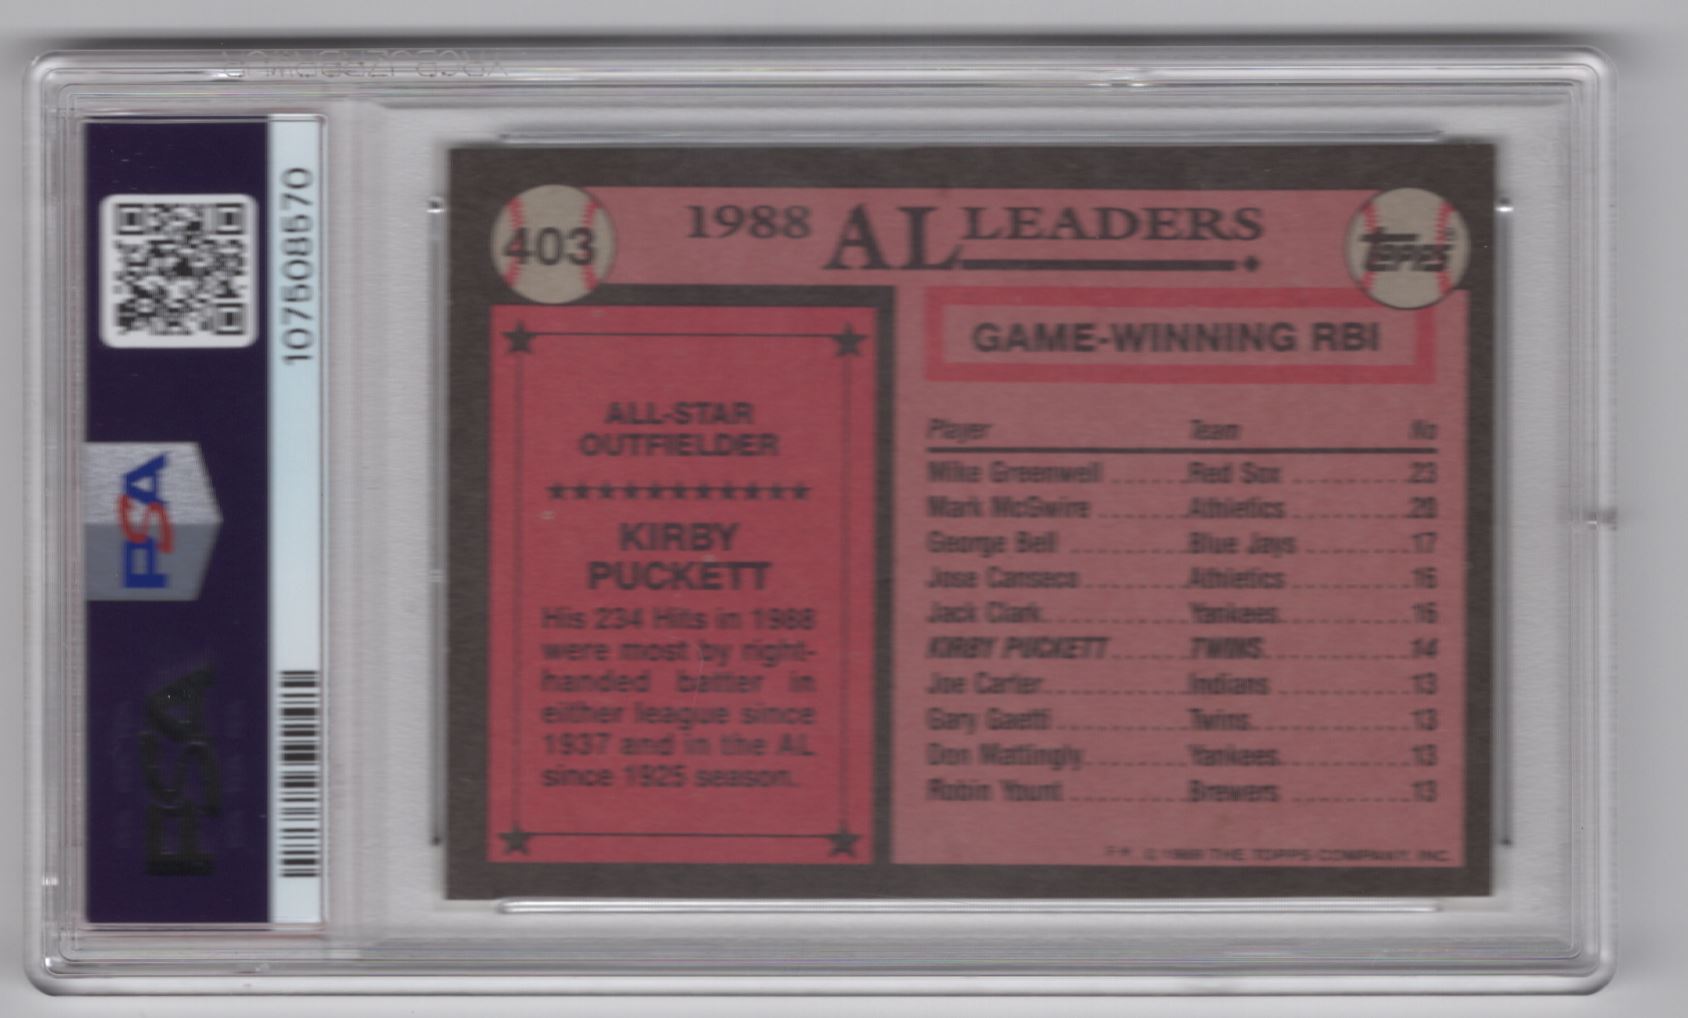 107508570
PSA
PSA
403
1988 AL LEADERS
Topps
ALL-STAR
OUTFIELDER
KIRBY
PUCKETT
His 234 Hits in 1988
were most by right-
handed batter in
either league since
1937 and in the AL
since 1925 season.
GAME-WINNING RBI
Player Team No
Mike Greenwell Red Sox 23
Mark McGwire Athletics 20
George Bell Blue Jays 17
Jose Canseco Athletics 16
Jack Clark Yankees 16
KIRBY PUCKETT TWINS 14
Joe Carter Indians 13
Gary Gaetti Twins 13
Don Mattingly Yankees 13
Robin Yount Brewers 13
THE TOPPS COMPANY, INC.